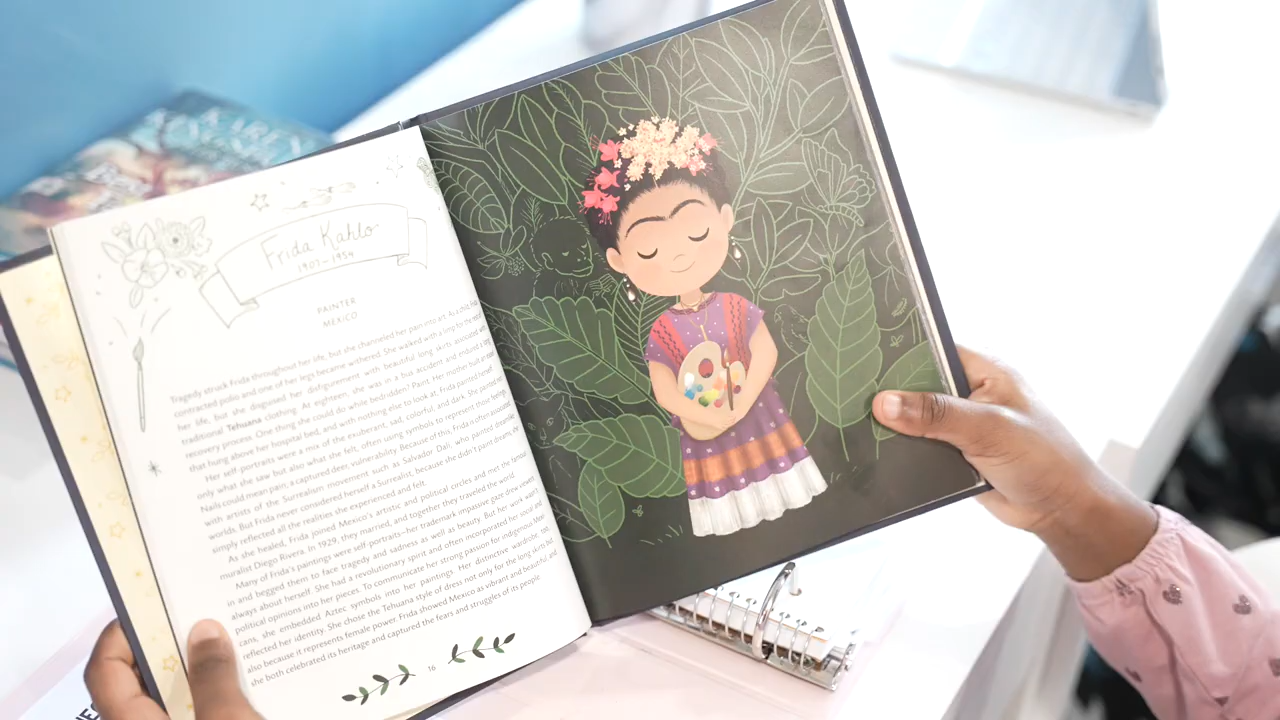 Frida Kahlo
1907–1954
PAINTER
MEXICO
Tragedy struck Frida throughout her life, but she channeled her pain into art. As a child, Frida
contracted polio and one of her legs became withered. She walked with a limp for the rest of
her life, but she disguised her disfigurement with beautiful long skirts associated with
traditional Tehuana clothing. At eighteen, she was in a bus accident and endured a long
recovery process. One thing she could do while bedridden? Paint. Her mother
that hung above her hospital bed, and with nothing else to look at, Frida painted herself.
Her self-portraits were a mix of the exuberant, sad, colorful, and dark. She painted not
only what she saw but also what she felt, often using symbols to represent those
Nails could mean pain; a captured deer, vulnerability. Because of this, Frida is often associated
with artists of the Surrealism movement such as Salvador Dalí, who painted dreamlike
worlds. But Frida never considered herself a Surrealist, because she didn't paint dreams; she
simply reflected all the realities she experienced and felt.
As she healed, Frida joined Mexico's artistic and political circles and met the famous
muralist Diego Rivera. In 1929, they married, and together they traveled the world.
Many of Frida's paintings were self-portraits—her trademark impassive gaze drew viewers
in and begged them to face tragedy and sadness as well as beauty. But her work wasn't
always about herself. She had a revolutionary spirit and often incorporated her social and
political opinions into her pieces. To communicate her strong passion for indigenous Mexi-
cans, she embedded Aztec symbols into her paintings. Her distinctive wardrobe, too,
reflected her identity. She chose the Tehuana style of dress not only for the long skirts but
also because it represents female power. Frida showed Mexico as vibrant and beautiful, and
she both celebrated its heritage and captured the fears and struggles of its people
16